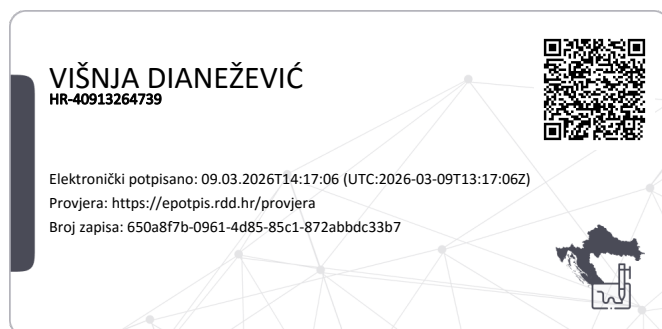 VIŠNJA DIANEŽEVIĆ
HR-40913264739
Elektronički potpisano: 09.03.2026T14:17:06 (UTC:2026-03-09T13:17:06Z)
Provjera: https://epotpis.rdd.hr/provjera
Broj zapisa: 650a8f7b-0961-4d85-85c1-872abbdc33b7